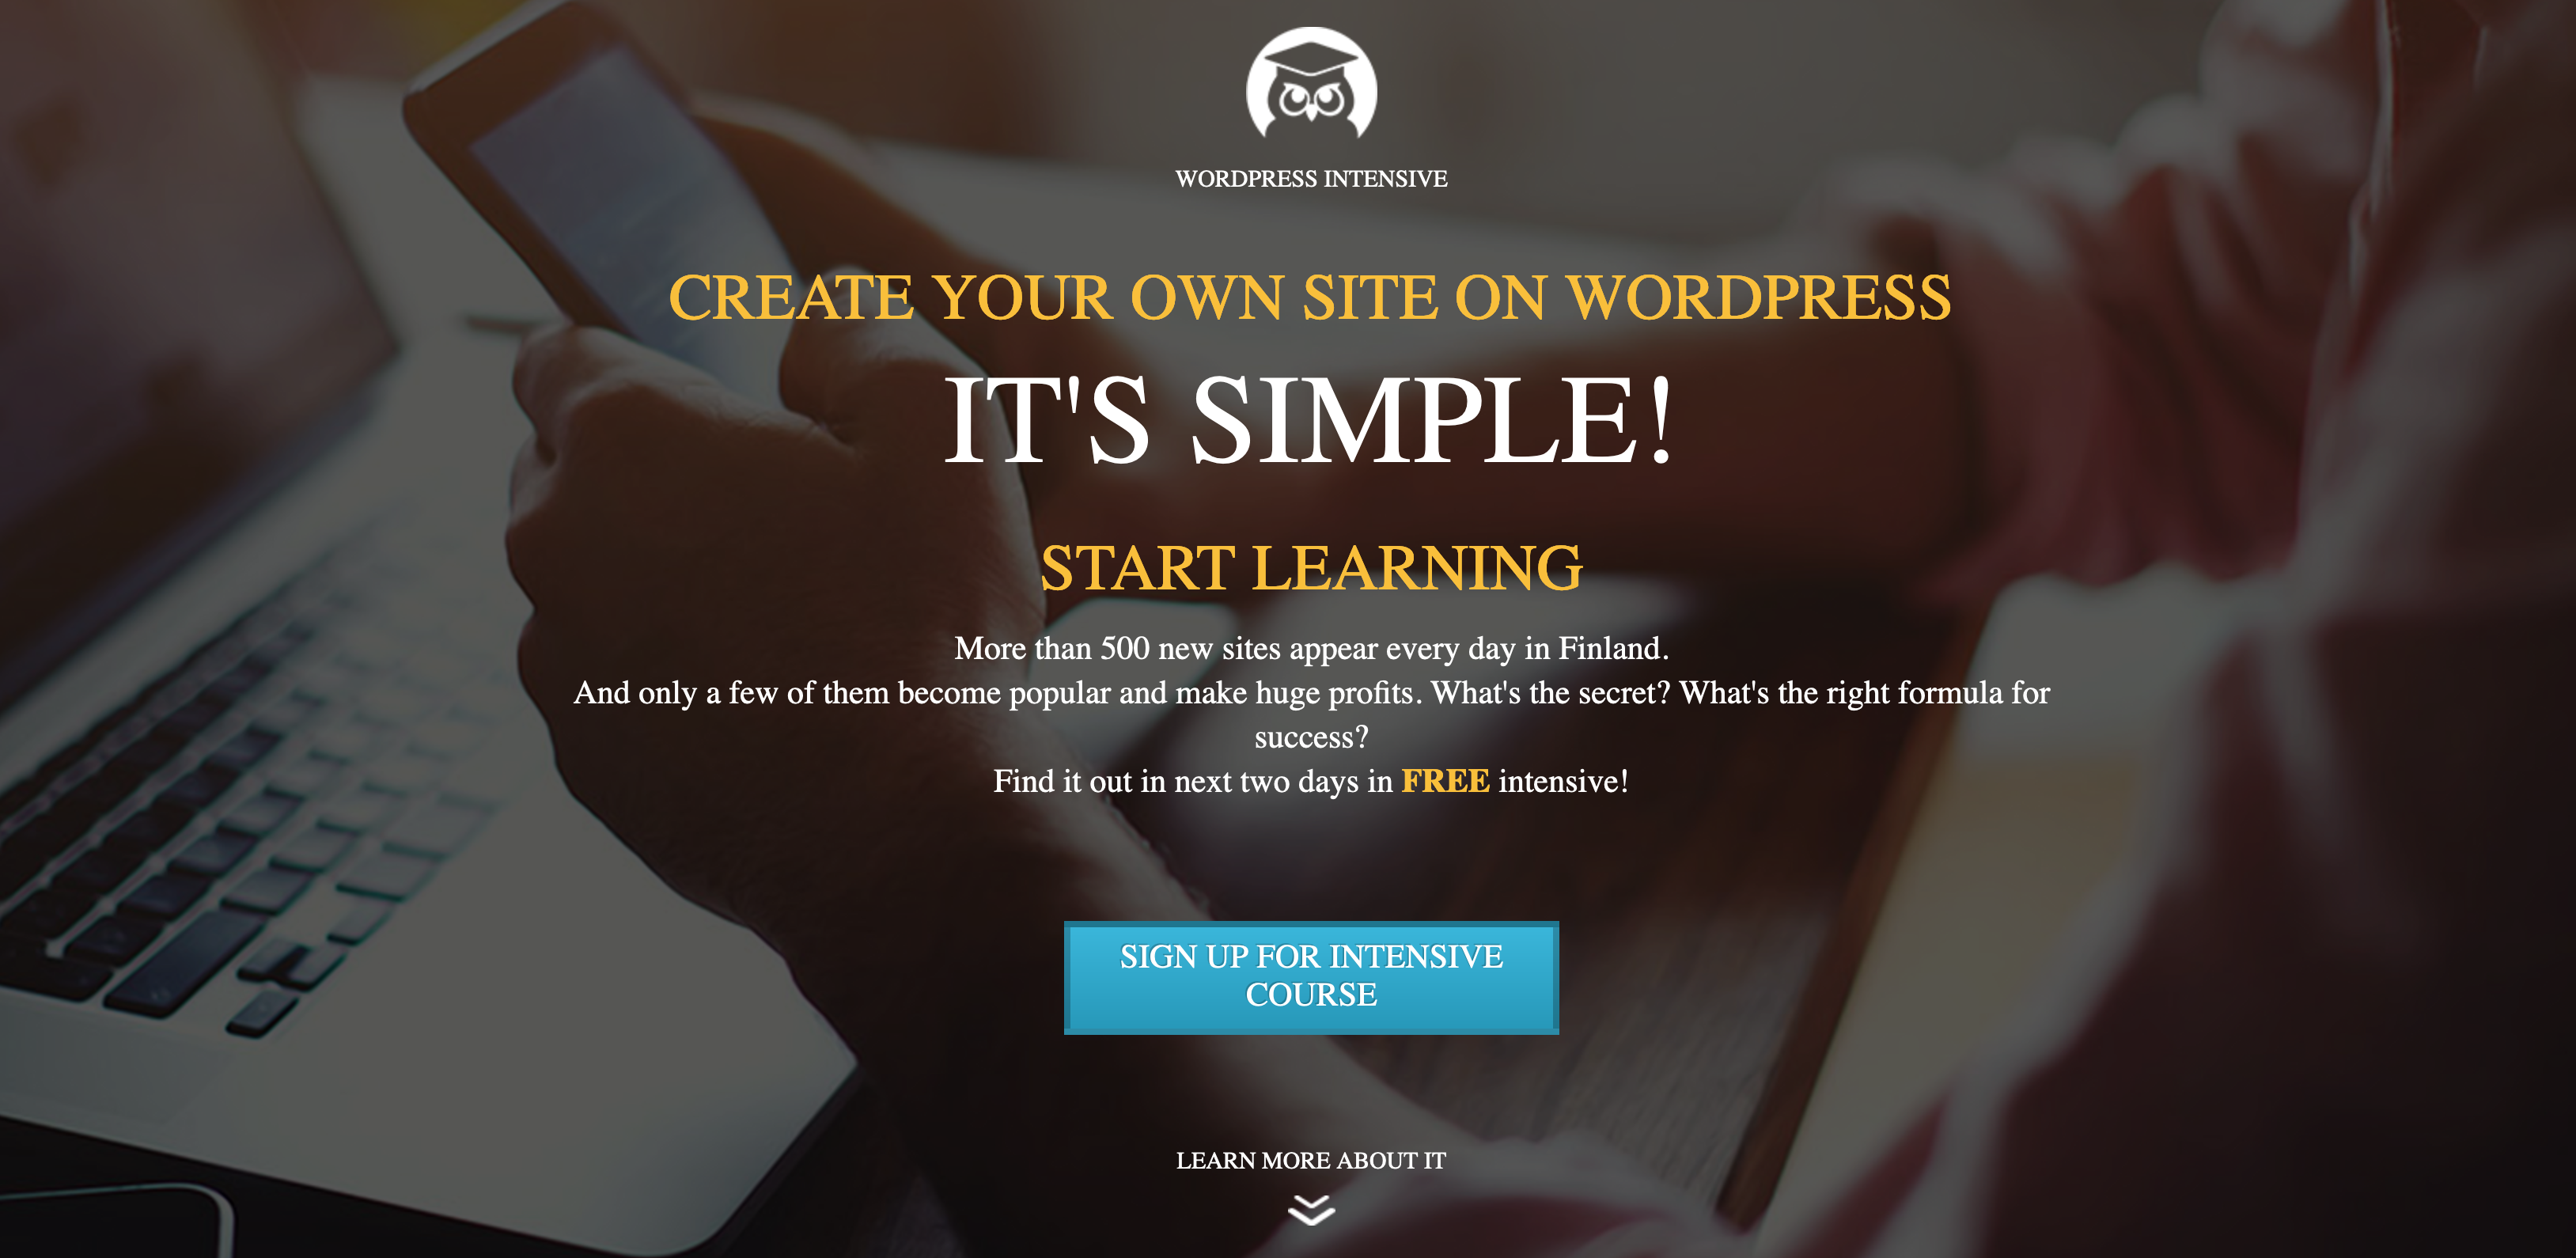 WORDPRESS INTENSIVE
CREATE YOUR OWN SITE ON WORDPRESS
IT'S SIMPLE!
START LEARNING
More than 500 new sites appear every day in Finland.
And only a few of them become popular and make huge profits. What's the secret? What's the right formula for
success?
Find it out in next two days in FREE intensive!
SIGN UP FOR INTENSIVE
COURSE
LEARN MORE ABOUT IT